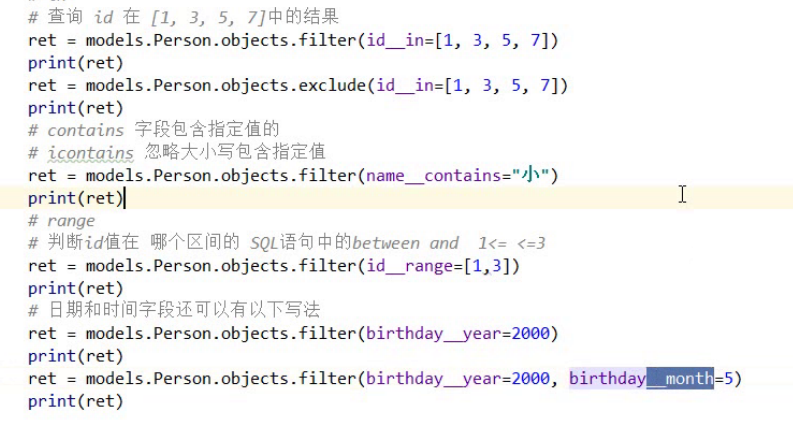 # 查询 id 在 [1, 3, 5, 7]中的结果
ret = models.Person.objects.filter(id__in=[1, 3, 5, 7])
print(ret)
ret = models.Person.objects.exclude(id__in=[1, 3, 5, 7])
print(ret)
# contains 字段包含指定值的
# icontains 忽略大小写包含指定值
ret = models.Person.objects.filter(name__contains="小")
print(ret)
# range
# 判断id值在 哪个区间的 SQL语句中的between and  1<= <=3
ret = models.Person.objects.filter(id__range=[1,3])
print(ret)
# 日期和时间字段还可以有以下写法
ret = models.Person.objects.filter(birthday__year=2000)
print(ret)
ret = models.Person.objects.filter(birthday__year=2000, birthday__month=5)
print(ret)